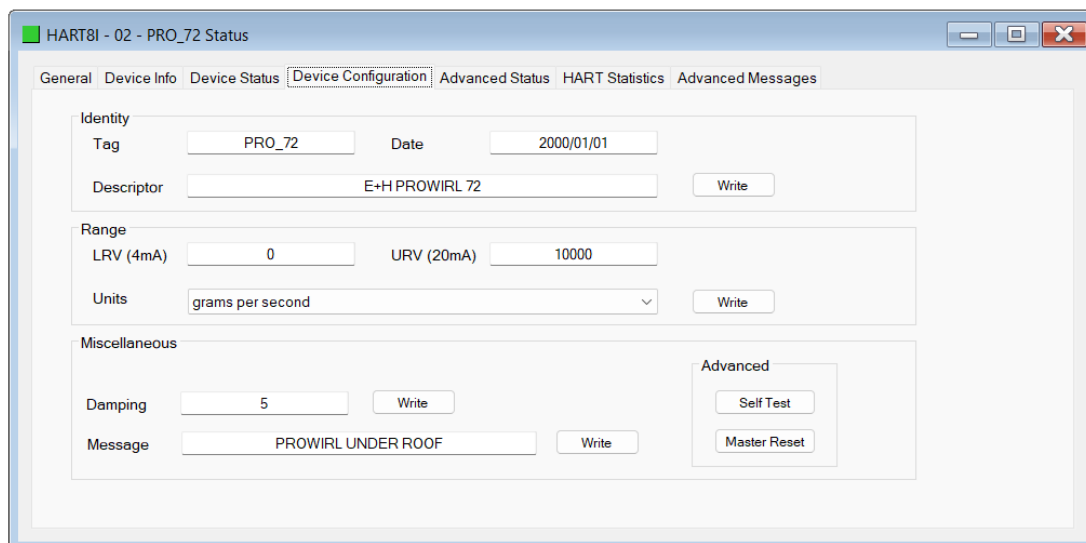 HART8I - 02 - PRO_72 Status
General Device Info Device Status Device Configuration Advanced Status HART Statistics Advanced Messages
Identity
Tag PRO_72 Date 2000/01/01
Descriptor E+H PROWIRL 72 Write
Range
LRV (4mA) 0 URV (20mA) 10000
Units grams per second Write
Miscellaneous
Advanced
Damping 5 Write Self Test
Message PROWIRL UNDER ROOF Write Master Reset